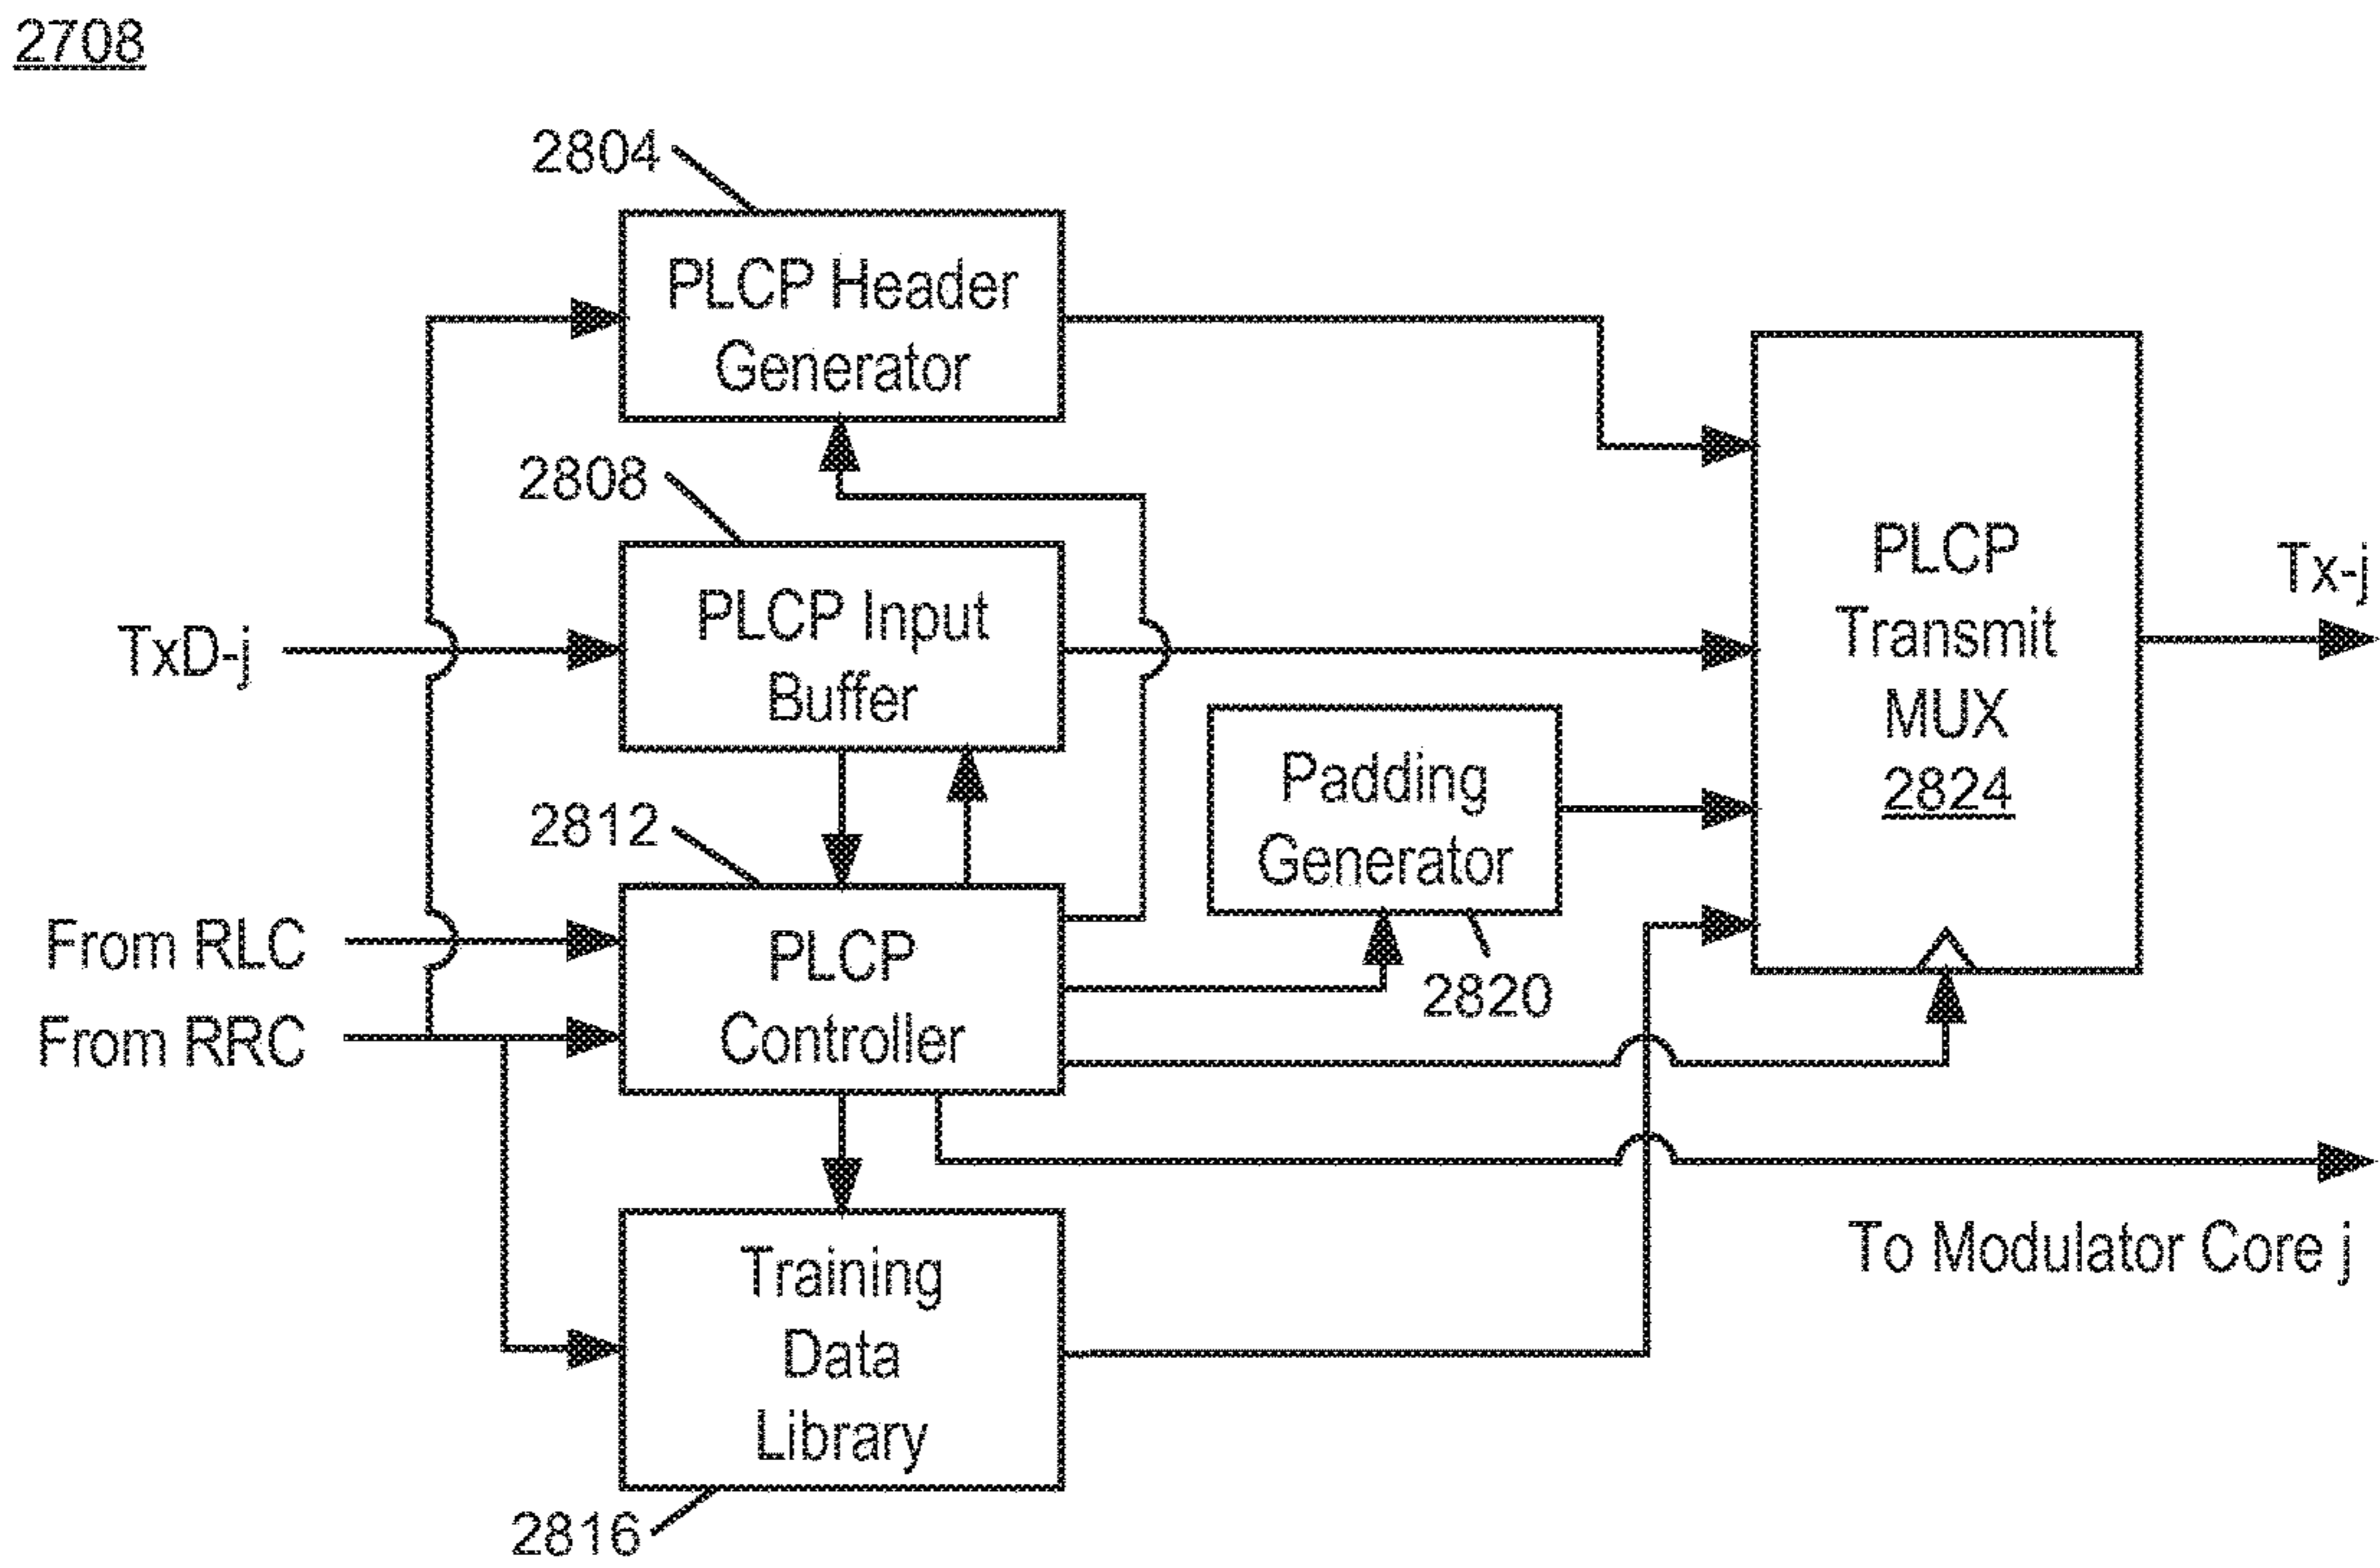 2708
2804
PLCP Header
Generator
2808
PLCP Input
Buffer
TxD-j
PLCP
Transmit
MUX
2824
Tx-j
Padding
Generator
2820
2812
From RLC
From RRC
PLCP
Controller
To Modulator Core j
Training
Data
Library
2816